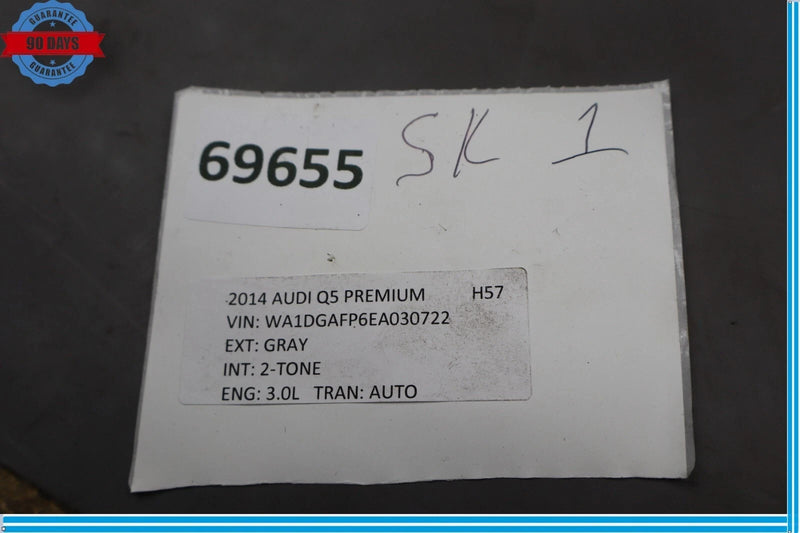 GUARANTEE
90 DAYS
GUARANTEE
69655 SK 1
2014 AUDI Q5 PREMIUM H57
VIN: WA1DGAFP6EA030722
EXT: GRAY
INT: 2-TONE
ENG: 3.0L TRAN: AUTO